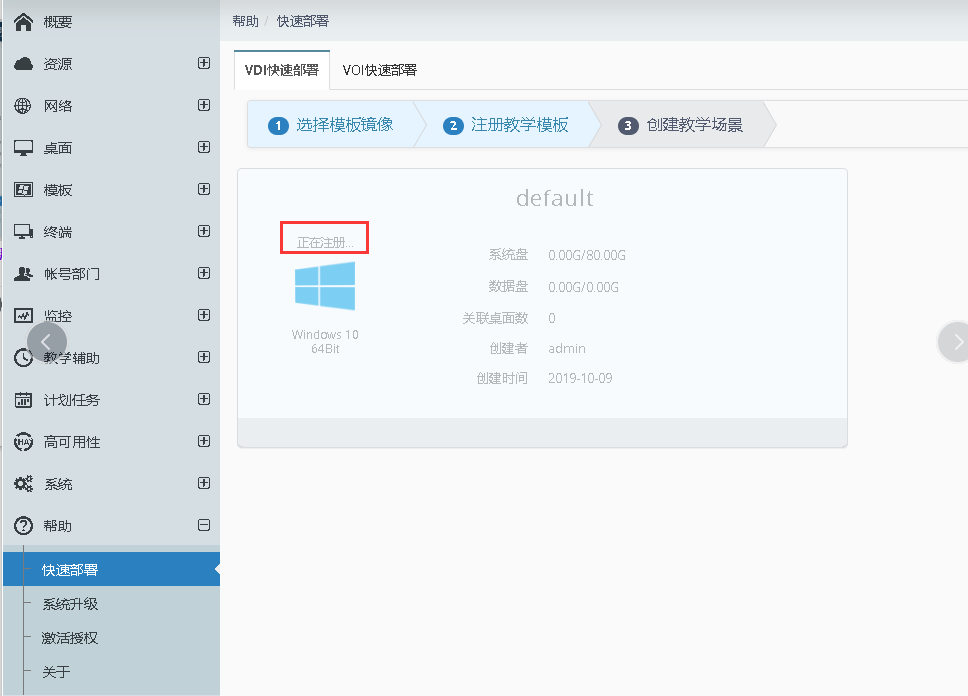 概要
资源
网络
桌面
模板
终端
帐号部门
监控
教学辅助
计划任务
高可用性
系统
帮助
快速部署
系统升级
激活授权
关于
帮助 / 快速部署
VDI快速部署 VOI快速部署
1 选择模板镜像 2 注册教学模板 3 创建教学场景
default
正在注册...
Windows 10
64Bit
系统盘 0.00G/80.00G
数据盘 0.00G/0.00G
关联桌面数 0
创建者 admin
创建时间 2019-10-09